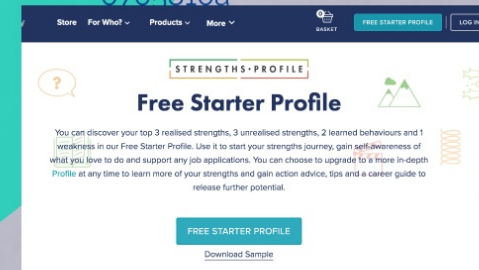 Store For Who? Products More BASKET FREE STARTER PROFILE LOG IN
0
STRENGTHS·PROFILE
Free Starter Profile
You can discover your top 3 realised strengths, 3 unrealised strengths, 2 learned behaviours and 1
weakness in our Free Starter Profile. Use it to start your strengths journey, gain self-awareness of
what you love to do and support any job applications. You can choose to upgrade to a more in-depth
Profile at any time to learn more of your strengths and gain action advice, tips and a career guide to
release further potential.
FREE STARTER PROFILE
Download Sample